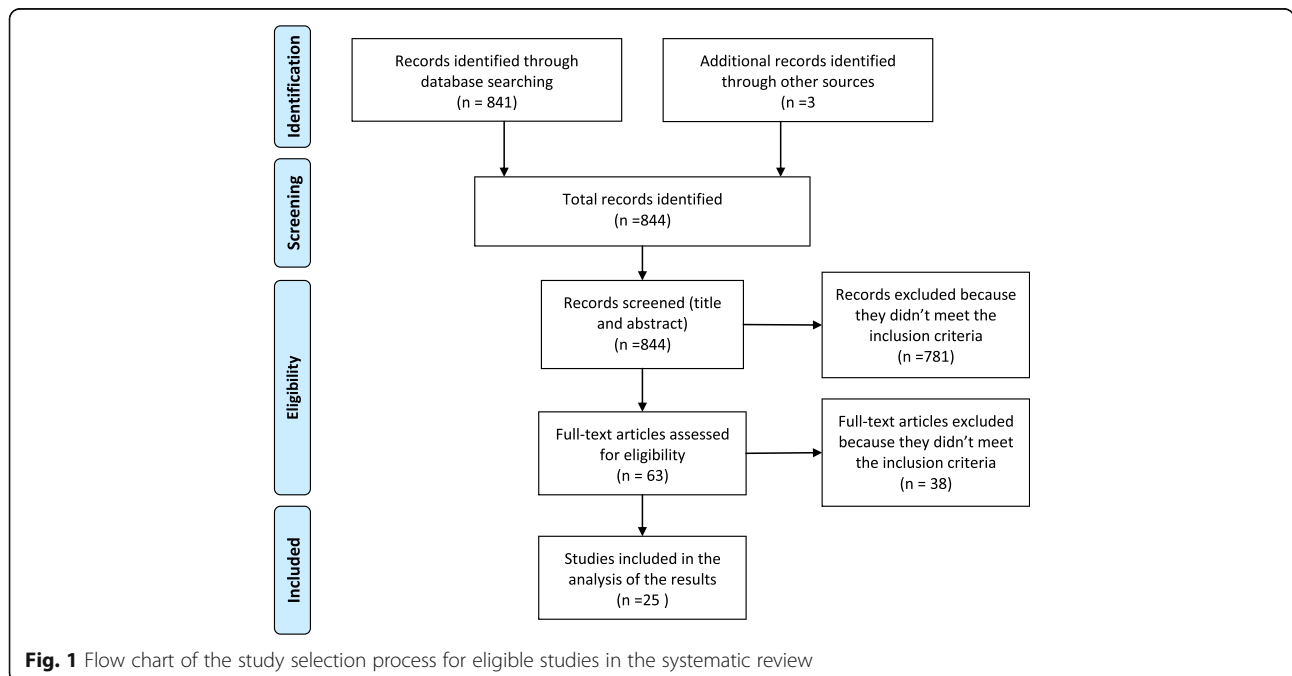 Identification
Records identified through
database searching
(n = 841)
Additional records identified
through other sources
(n =3
Screening
Total records identified
(n =844)
Eligibility
Records screened (title
and abstract)
(n =844)
Records excluded because
they didn't meet the
inclusion criteria
(n =781)
Full-text articles assessed
for eligibility
(n = 63)
Full-text articles excluded
because they didn't meet
the inclusion criteria
(n = 38)
Included
Studies included in the
analysis of the results
(n =25 )
Fig. 1 Flow chart of the study selection process for eligible studies in the systematic review